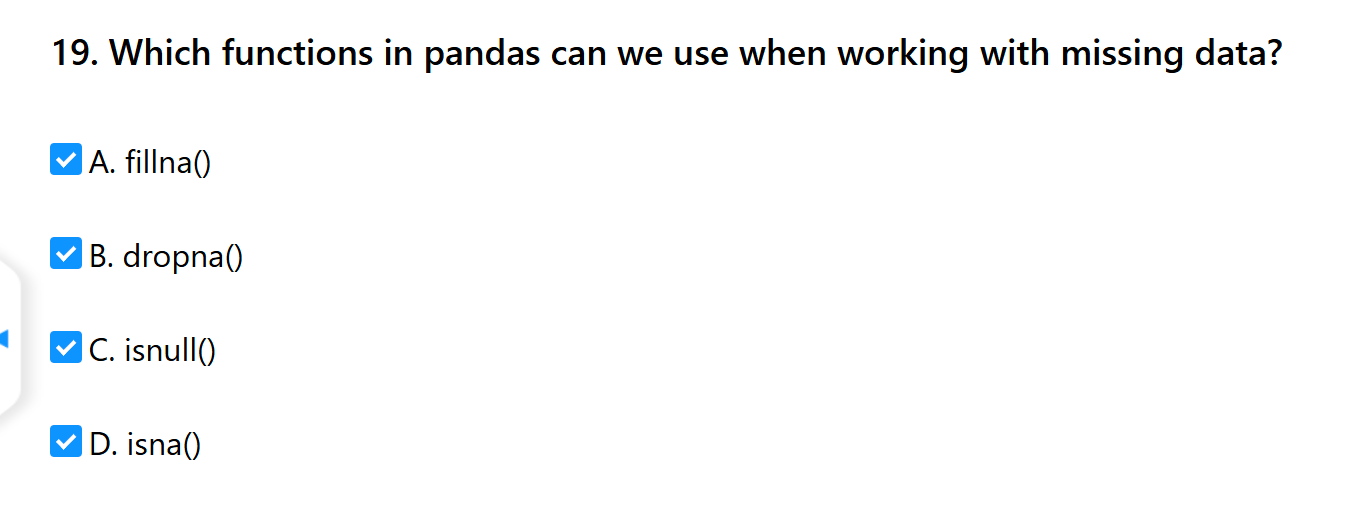 19. Which functions in pandas can we use when working with missing data?
A. fillna()
B. dropna()
C. isnull()
D. isna()